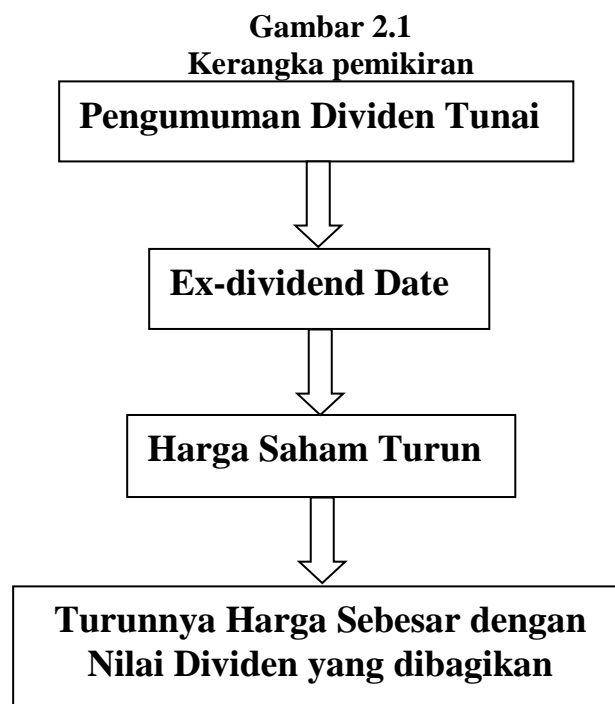 Gambar 2.1
Kerangka pemikiran
Pengumuman Dividen Tunai
Ex-dividend Date
Harga Saham Turun
Turunnya Harga Sebesar dengan
Nilai Dividen yang dibagikan